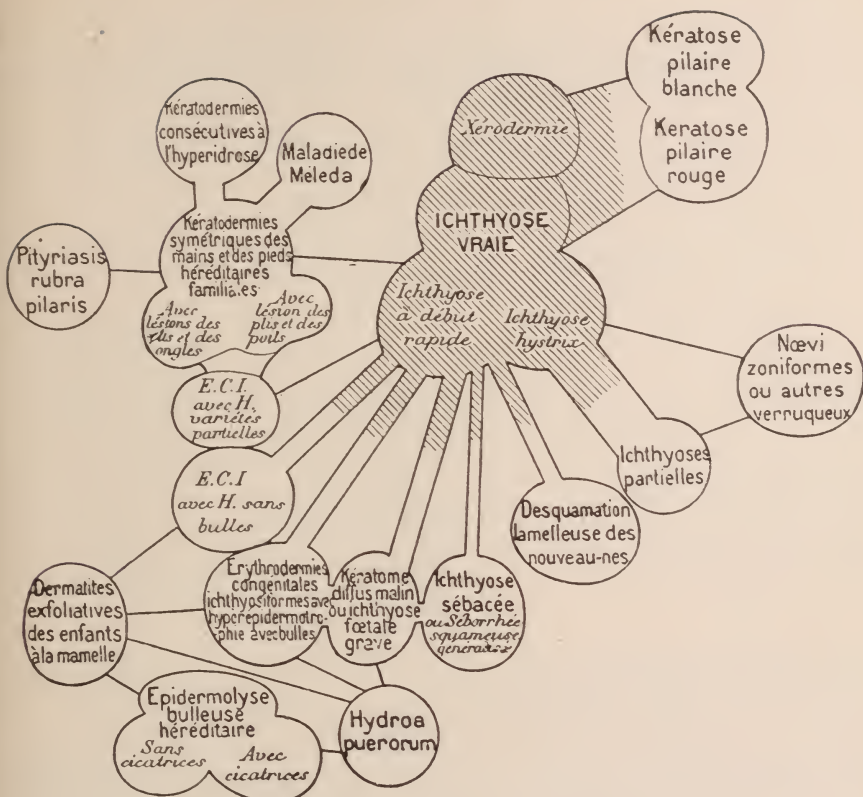 Kératose
pilaire
blanche
Keratose
pilaire
rouge
Xérodermie
ICHTHYOSE
VRAIE
Ichthyose
à début
rapide
Ichthyose
hystrix
Kératodermies
consécutives à
l'hyperidrose
Maladie de
Méleda
Kératodermies
symétriques des
mains et des pieds
héréditaires
familiales
Avec
lésions des
plis et des
ongles
Avec
lésion des
plis et des
poils
Pityriasis
rubra
pilaris
E.C.I.
avec H.
variétés
partielles
E.C.I
avec H. sans
bulles
Nœvi
zoniformes
ou autres
verruqueux
Ichthyoses
partielles
Desquamation
lamelleuse des
nouveau-nes
Dermatites
exfoliatives
des enfants
à la mamelle
Erythrodermies
congénitales
ichthyosiformes avec
hyperépidermotro-
phie avec bulles
Kératome
diffus malin
ou ichthyose
fœtale
grave
Ichthyose
sébacée
ou Séborrhée
squameuse
Epidermolyse
bulleuse
héréditaire
Sans
cicatrices
Avec
cicatrices
Hydroa
puerorum